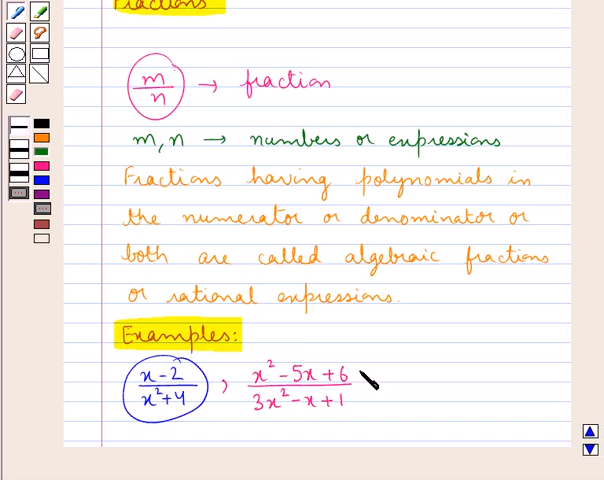 Fractions
m/n → fraction
m, n → numbers or expressions
Fractions having polynomials in
the numerator or denominator or
both are called algebraic fractions
or rational expressions.
Examples:
x-2/x²+4 , x²-5x+6/3x²-x+1